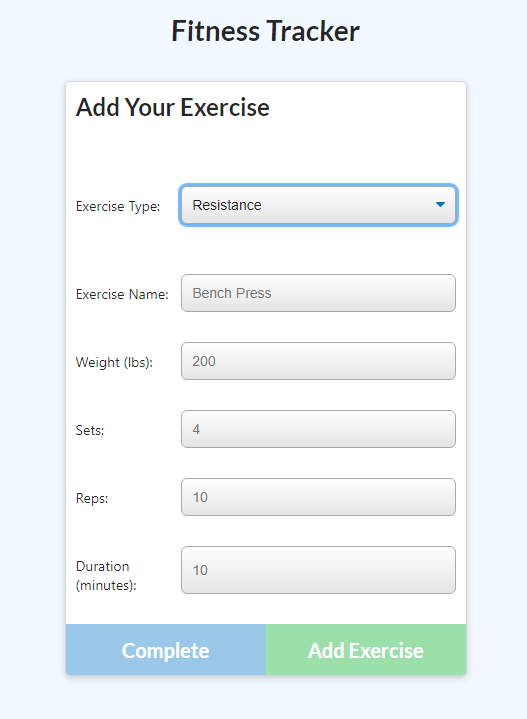 Fitness Tracker
Add Your Exercise
Exercise Type: Resistance
Exercise Name: Bench Press
Weight (lbs): 200
Sets: 4
Reps: 10
Duration
(minutes): 10
Complete Add Exercise